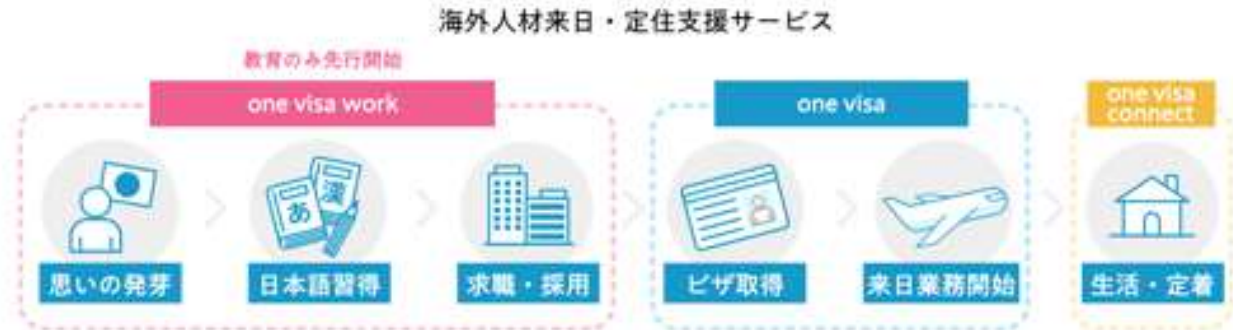 海外人材来日・定住支援サービス
教育のみ先行開始
one visa work
one visa
one visa
connect
あ
漢
思いの発芽
日本語習得
求職・採用
ビザ取得
来日業務開始
生活・定着